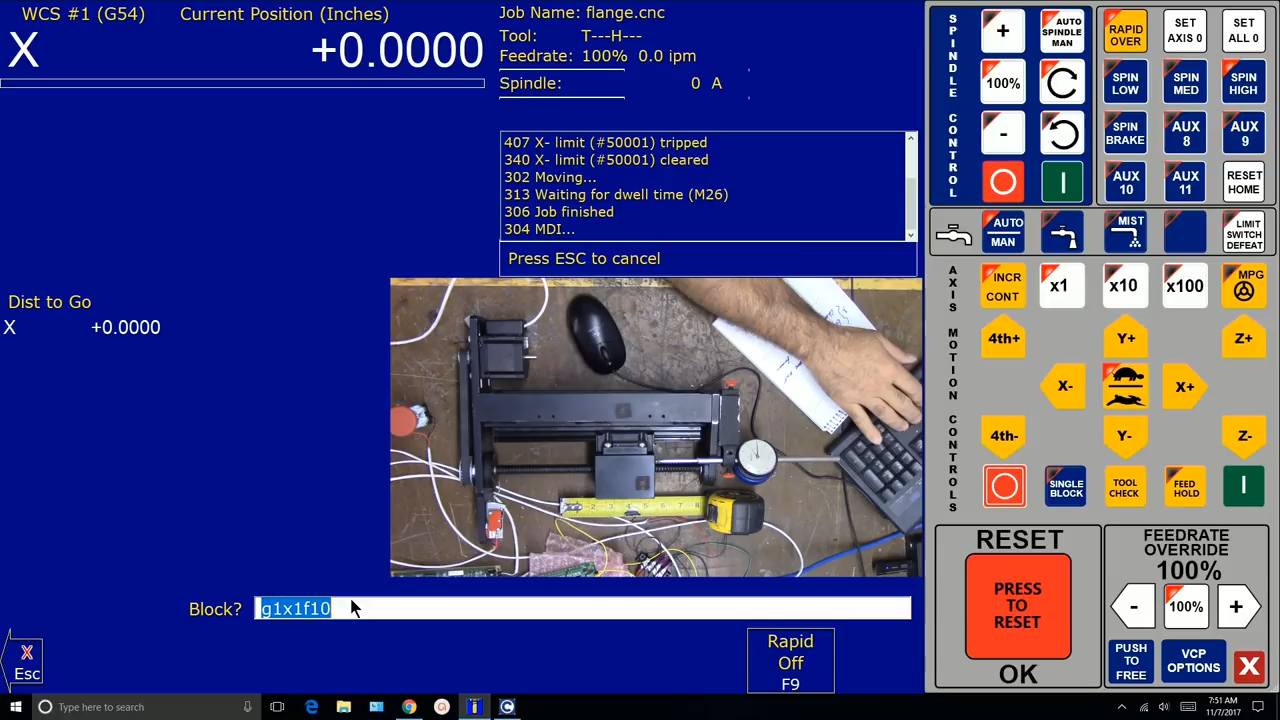 WCS #1 (G54)
Current Position (Inches)
X +0.0000
Job Name: flange.cnc
Tool: T---H---
Feedrate: 100% 0.0 ipm
Spindle: 0 A
407 X- limit (#50001) tripped
340 X- limit (#50001) cleared
302 Moving...
313 Waiting for dwell time (M26)
306 Job finished
304 MDI...
Press ESC to cancel
Dist to Go
X +0.0000
Block? g1x1f10
X
Esc
Rapid
Off
F9
SPINDLE CONTROL
+
AUTO
SPINDLE
MAN
100%
-
RAPID
OVER
SET
AXIS 0
SET
ALL 0
SPIN
LOW
SPIN
MED
SPIN
HIGH
SPIN
BRAKE
AUX
8
AUX
9
AUX
10
AUX
11
RESET
HOME
AUTO
MAN
MIST
LIMIT
SWITCH
DEFEAT
AXIS MOTION CONTROLS
INCR
CONT
x1
x10
x100
MPG
4th+
Y+
Z+
X-
X+
4th-
Y-
Z-
SINGLE
BLOCK
TOOL
CHECK
FEED
HOLD
RESET
PRESS
TO
RESET
OK
FEEDRATE
OVERRIDE
100%
-
100%
+
PUSH
TO
FREE
VCP
OPTIONS
X
Type here to search
7:51 AM
11/7/2017